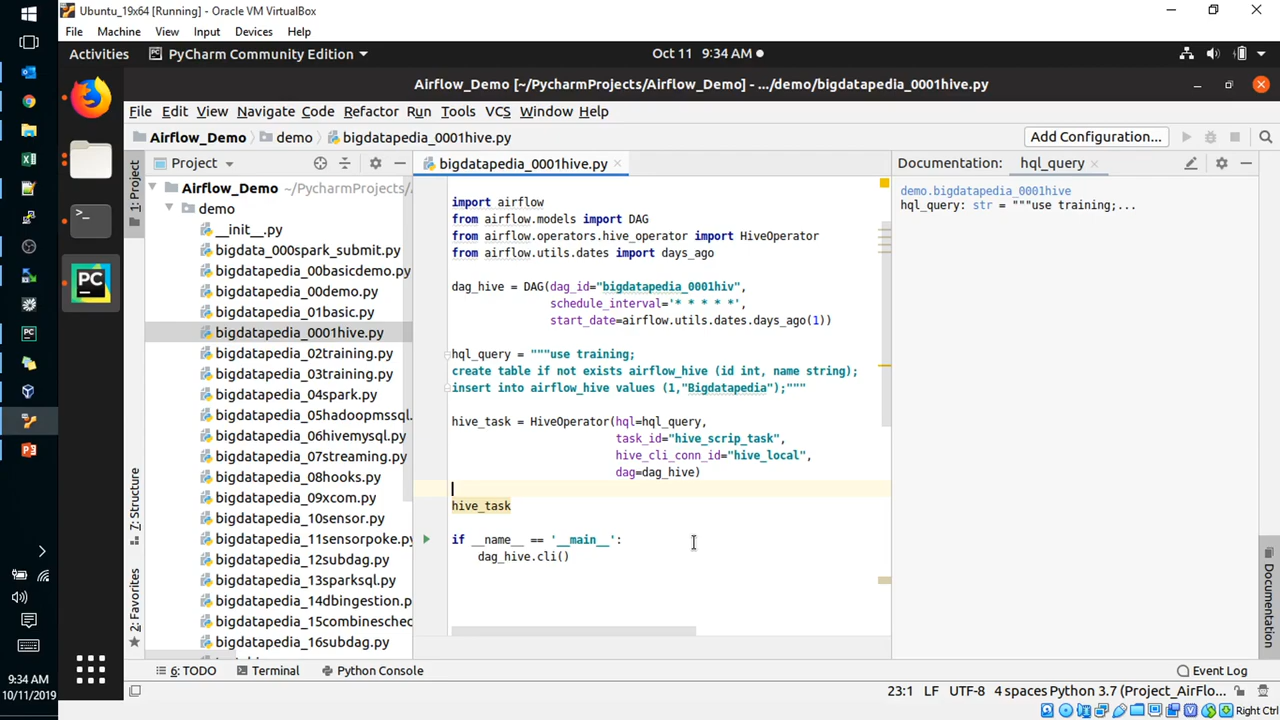 Ubuntu_19x64 [Running] - Oracle VM VirtualBox
File Machine View Input Devices Help
Activities PyCharm Community Edition Oct 11 9:34 AM
Airflow_Demo [~/PycharmProjects/Airflow_Demo] - .../demo/bigdatapedia_0001hive.py
File Edit View Navigate Code Refactor Run Tools VCS Window Help
Airflow_Demo demo bigdatapedia_0001hive.py Add Configuration...
1: Project
7: Structure
2: Favorites
Project
Airflow_Demo ~/PycharmProjects/
demo
__init__.py
bigdata_000spark_submit.py
bigdatapedia_00basicdemo.py
bigdatapedia_00demo.py
bigdatapedia_01basic.py
bigdatapedia_0001hive.py
bigdatapedia_02training.py
bigdatapedia_03training.py
bigdatapedia_04spark.py
bigdatapedia_05hadoopmssql.
bigdatapedia_06hivemysql.py
bigdatapedia_07streaming.py
bigdatapedia_08hooks.py
bigdatapedia_09xcom.py
bigdatapedia_10sensor.py
bigdatapedia_11sensorpoke.py
bigdatapedia_12subdag.py
bigdatapedia_13sparksql.py
bigdatapedia_14dbingestion.p
bigdatapedia_15combinesched
bigdatapedia_16subdag.py
bigdatapedia_0001hive.py
import airflow
from airflow.models import DAG
from airflow.operators.hive_operator import HiveOperator
from airflow.utils.dates import days_ago
dag_hive = DAG(dag_id="bigdatapedia_0001hiv",
schedule_interval='* * * * *',
start_date=airflow.utils.dates.days_ago(1))
hql_query = """use training;
create table if not exists airflow_hive (id int, name string);
insert into airflow_hive values (1,"Bigdatapedia");"""
hive_task = HiveOperator(hql=hql_query,
task_id="hive_scrip_task",
hive_cli_conn_id="hive_local",
dag=dag_hive)
hive_task
if __name__ == '__main__':
dag_hive.cli()
Documentation: hql_query
demo.bigdatapedia_0001hive
hql_query: str = """use training;...
Documentation
6: TODO Terminal Python Console Event Log
23:1 LF UTF-8 4 spaces Python 3.7 (Project_AirFlo...
Right Ctrl
9:34 AM
10/11/2019